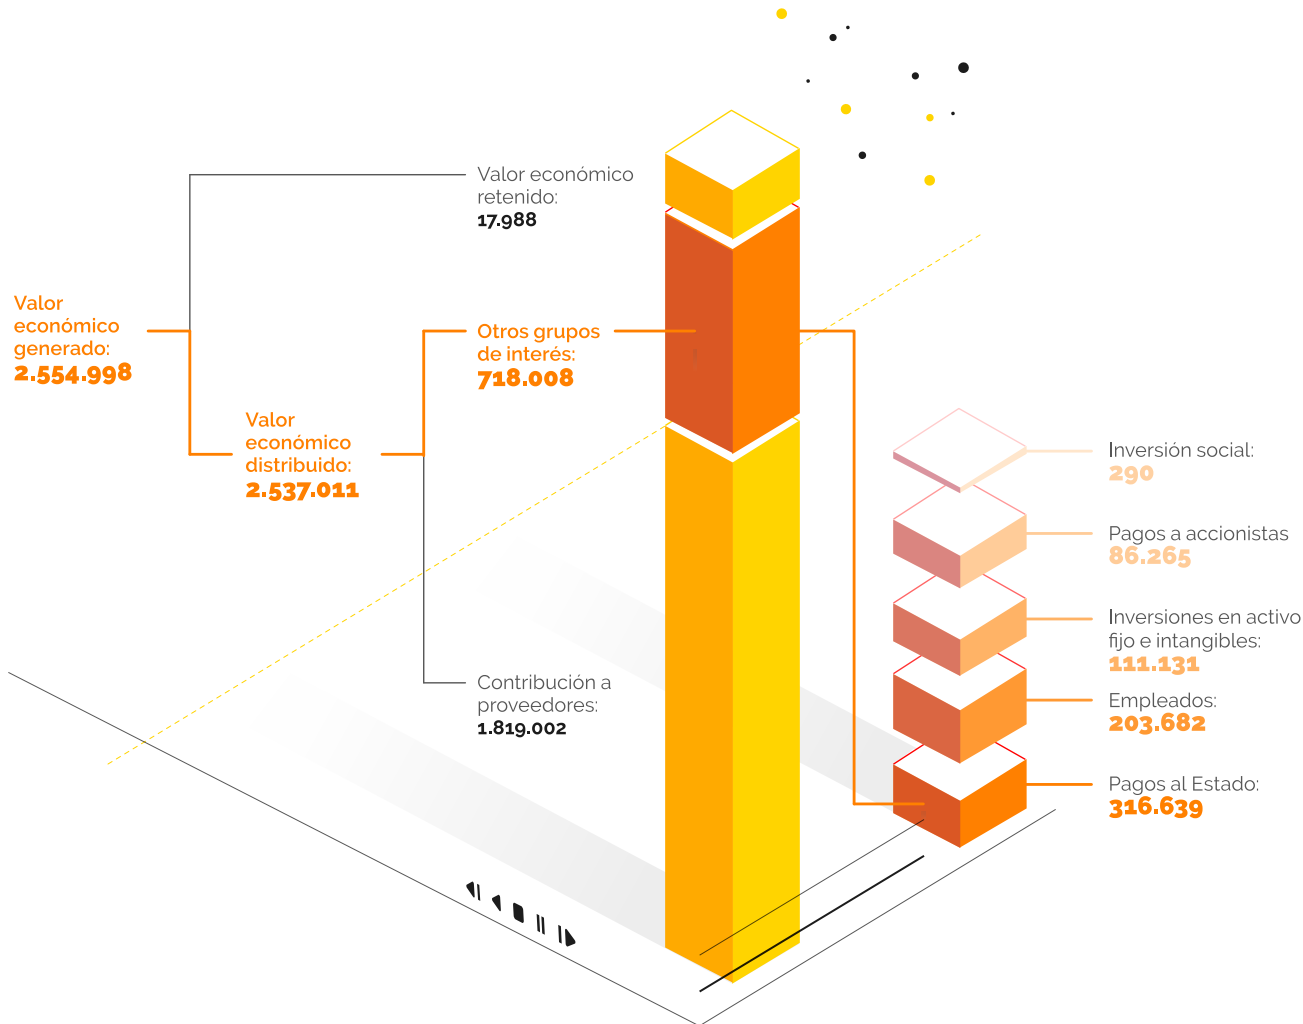 Valor
económico
generado:
2.554.998
Valor
económico
distribuido:
2.537.011
Valor económico
retenido:
17.988
Otros grupos
de interés:
718.008
Contribución a
proveedores:
1.819.002
Inversión social:
290
Pagos a accionistas
86.265
Inversiones en activo
fijo e intangibles:
111.131
Empleados:
203.682
Pagos al Estado:
316.639